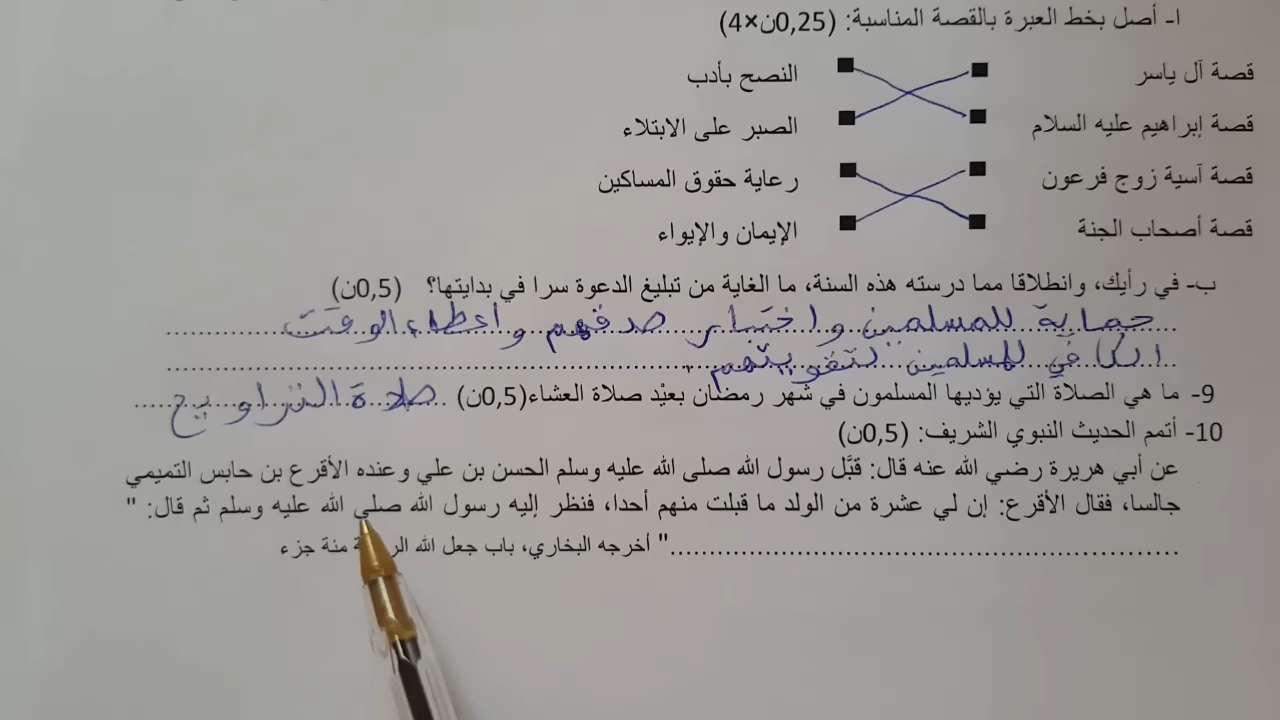 ا- أصل بخط العبرة بالقصة المناسبة: (0,25ن×4)
قصة آل ياسر النصح بأدب
قصة إبراهيم عليه السلام الصبر على الابتلاء
قصة آسية زوج فرعون رعاية حقوق المساكين
قصة أصحاب الجنة الإيمان والإيواء
ب- في رأيك، وانطلاقا مما درسته هذه السنة، ما الغاية من تبليغ الدعوة سرا في بدايتها؟ (0,5ن)
حماية للمسلمين واختبار صدقهم واعطاء الوقت
الكافي للمسلمين لتقويتهم.
9- ما هي الصلاة التي يؤديها المسلمون في شهر رمضان بعيْد صلاة العشاء(0,5ن) صلاة التراويح
10- أتمم الحديث النبوي الشريف: (0,5ن)
عن أبي هريرة رضي الله عنه قال: قبَّل رسول الله صلى الله عليه وسلم الحسن بن علي وعنده الأقرع بن حابس التميمي
جالسا، فقال الأقرع: إن لي عشرة من الولد ما قبلت منهم أحدا، فنظر إليه رسول الله صلى الله عليه وسلم ثم قال: "
" أخرجه البخاري، باب جعل الله مئة جزء